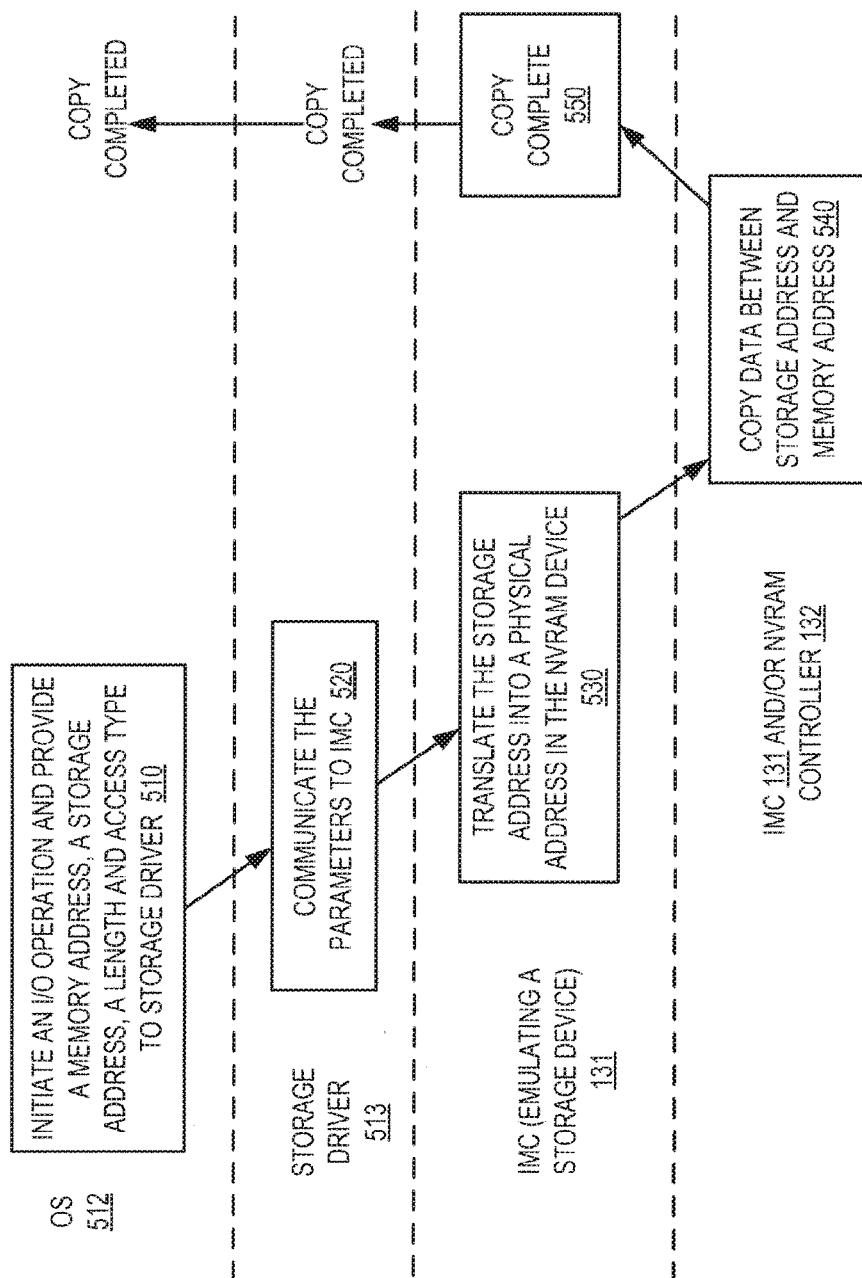 OS
512
INITIATE AN I/O OPERATION AND PROVIDE
A MEMORY ADDRESS, A STORAGE
ADDRESS, A LENGTH AND ACCESS TYPE
TO STORAGE DRIVER 510
COPY
COMPLETED
STORAGE
DRIVER
513
COMMUNICATE THE
PARAMETERS TO IMC 520
COPY
COMPLETED
IMC (EMULATING A
STORAGE DEVICE)
131
TRANSLATE THE STORAGE
ADDRESS INTO A PHYSICAL
ADDRESS IN THE NVRAM DEVICE
530
COPY
COMPLETE
550
IMC 131 AND/OR NVRAM
CONTROLLER 132
COPY DATA BETWEEN
STORAGE ADDRESS AND
MEMORY ADDRESS 540